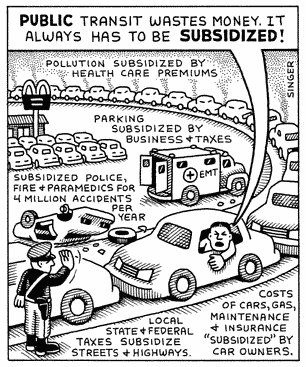 PUBLIC TRANSIT WASTES MONEY. IT
ALWAYS HAS TO BE SUBSIDIZED!
POLLUTION SUBSIDIZED BY
HEALTH CARE PREMIUMS
SINGER
PARKING
SUBSIDIZED BY
BUSINESS & TAXES
EMT
SUBSIDIZED POLICE,
FIRE & PARAMEDICS FOR
4 MILLION ACCIDENTS
PER
YEAR
LOCAL
STATE & FEDERAL
TAXES SUBSIDIZE
STREETS & HIGHWAYS.
COSTS
OF CARS, GAS,
MAINTENANCE
& INSURANCE
"SUBSIDIZED" BY
CAR OWNERS.